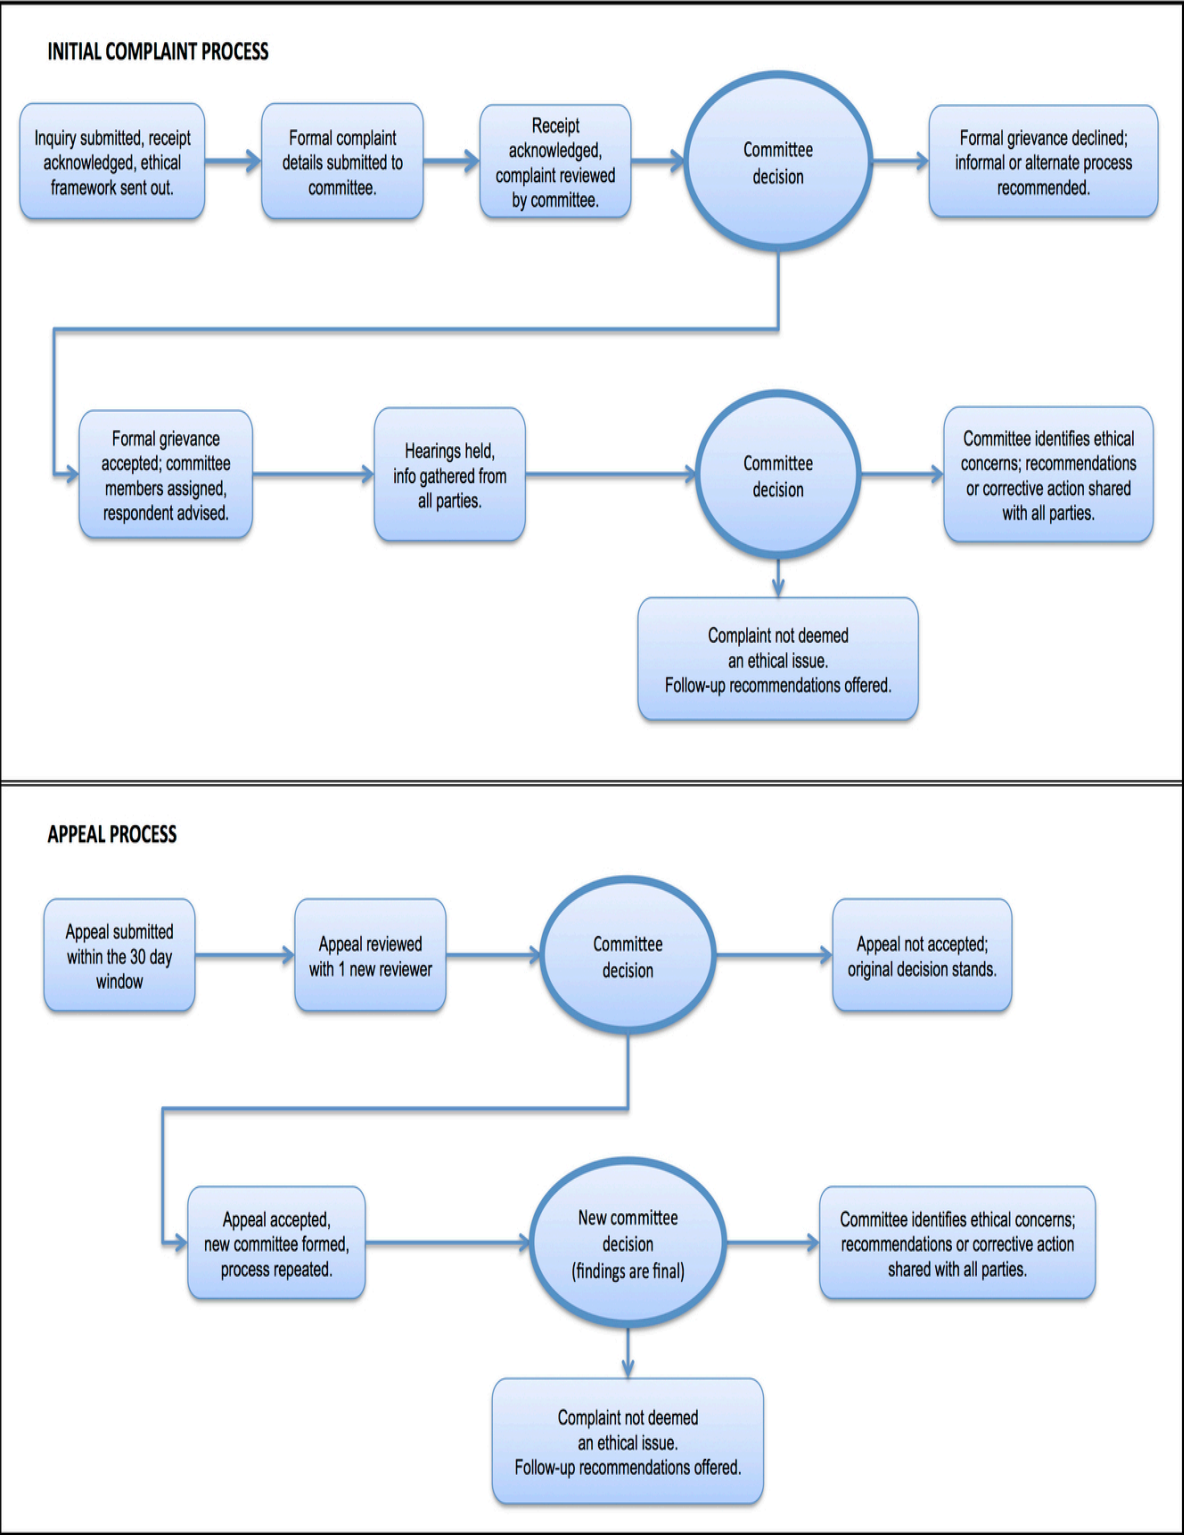 INITIAL COMPLAINT PROCESS
Inquiry submitted, receipt
acknowledged, ethical
framework sent out.
Formal complaint
details submitted to
committee.
Receipt
acknowledged,
complaint reviewed
by committee.
Committee
decision
Formal grievance declined;
informal or alternate process
recommended.
Formal grievance
accepted; committee
members assigned,
respondent advised.
Hearings held,
info gathered from
all parties.
Committee
decision
Committee identifies ethical
concerns; recommendations
or corrective action shared
with all parties.
Complaint not deemed
an ethical issue.
Follow-up recommendations offered.
APPEAL PROCESS
Appeal submitted
within the 30 day
window
Appeal reviewed
with 1 new reviewer
Committee
decision
Appeal not accepted;
original decision stands.
Appeal accepted,
new committee formed,
process repeated.
New committee
decision
(findings are final)
Committee identifies ethical concerns;
recommendations or corrective action
shared with all parties.
Complaint not deemed
an ethical issue.
Follow-up recommendations offered.